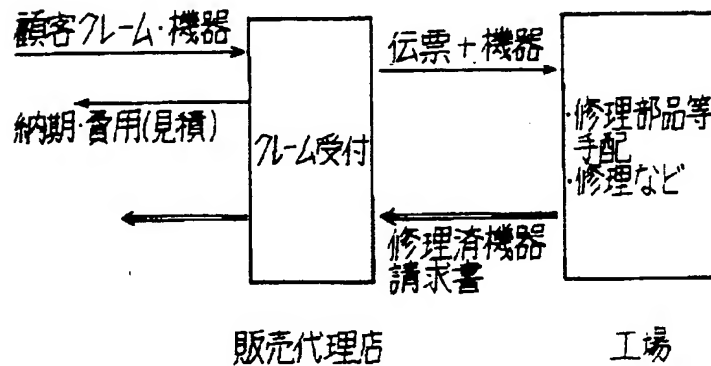 顧客クレーム・機器
納期・費用(見積)
クレーム受付
伝票+機器
修理済機器
請求書
・修理部品等
手配
・修理など
販売代理店
工場